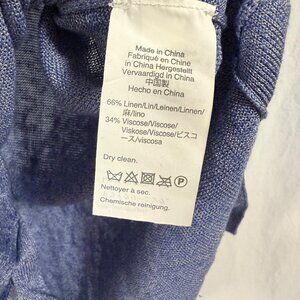 Made in China
Fabriqué en Chine
In China Hergestellt
Vervaardigd in China
中国製
Hecho en China
66% Linen/Lin/Leinen/Linnen/
麻/lino
34% Viscose/Viscose/
Viskose/Viscose/ビスコ
ース/viscosa
Dry clean.
P
Nettoyer à sec.
Chemische reinigung.